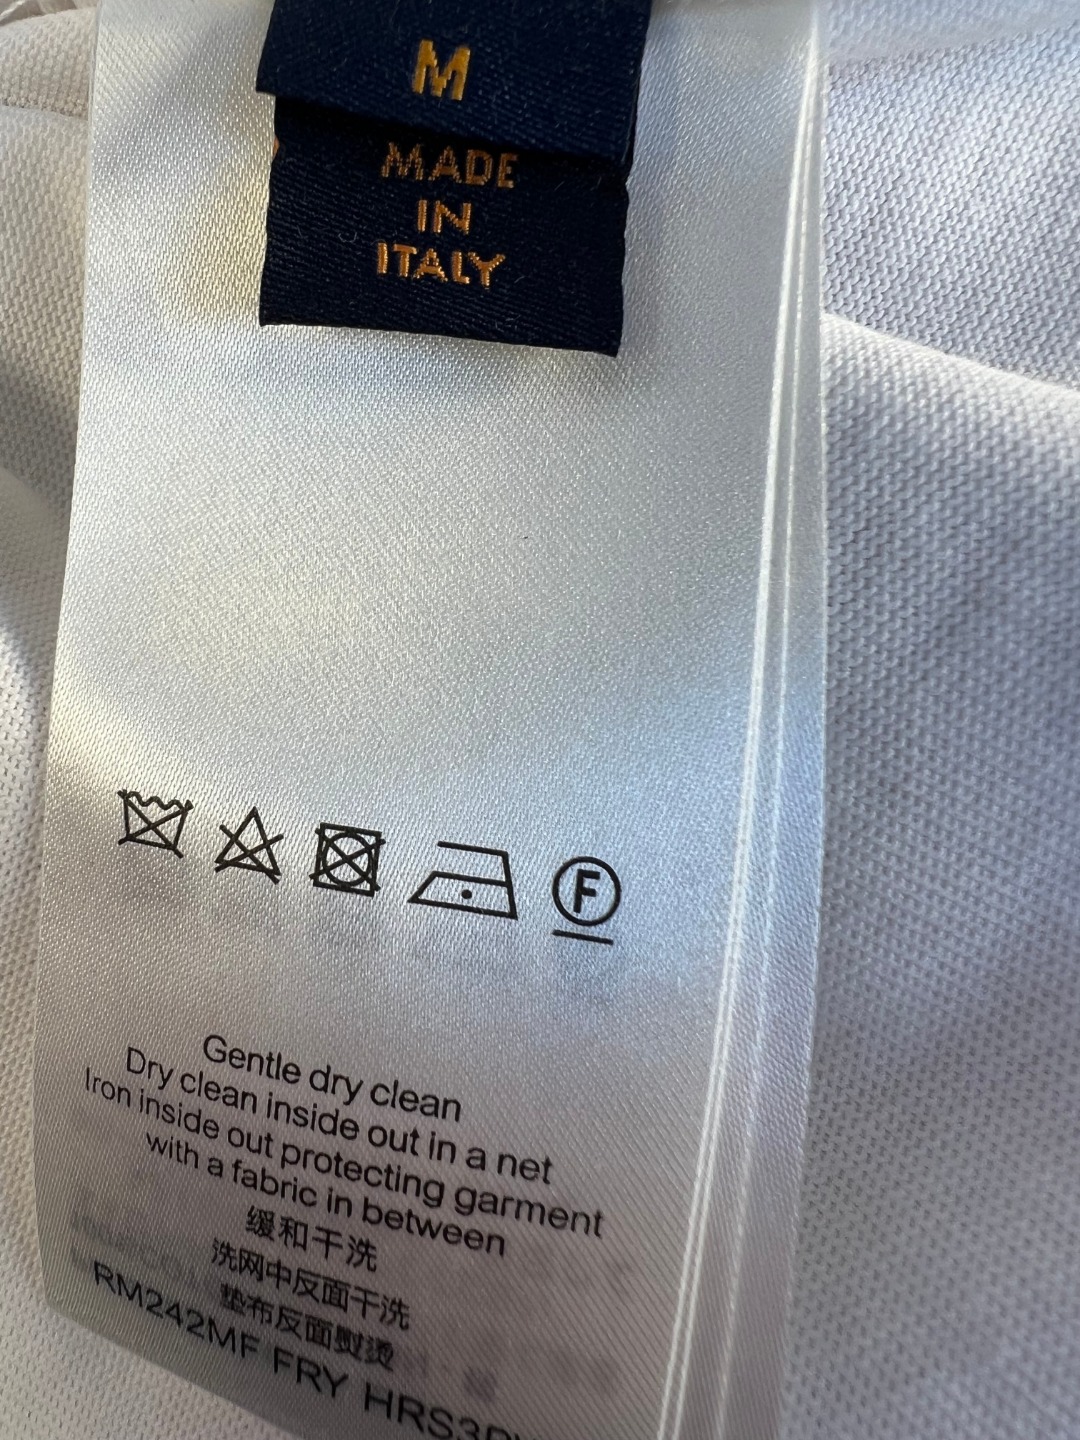 M
MADE
IN
ITALY
F
Gentle dry clean
Dry clean inside out in a net
Iron inside out protecting garment
with a fabric in between
缓和干洗
洗网中反面干洗
垫布反面熨烫
RM242MF FRY